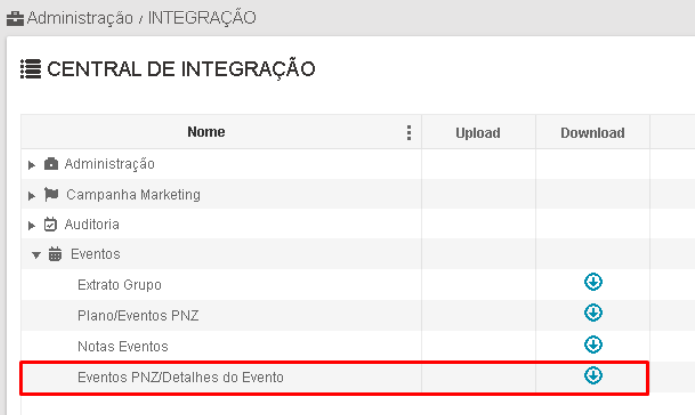 Administração / INTEGRAÇÃO
CENTRAL DE INTEGRAÇÃO
Nome Upload Download
Administração
Campanha Marketing
Auditoria
Eventos
Extrato Grupo
Plano/Eventos PNZ
Notas Eventos
Eventos PNZ/Detalhes do Evento